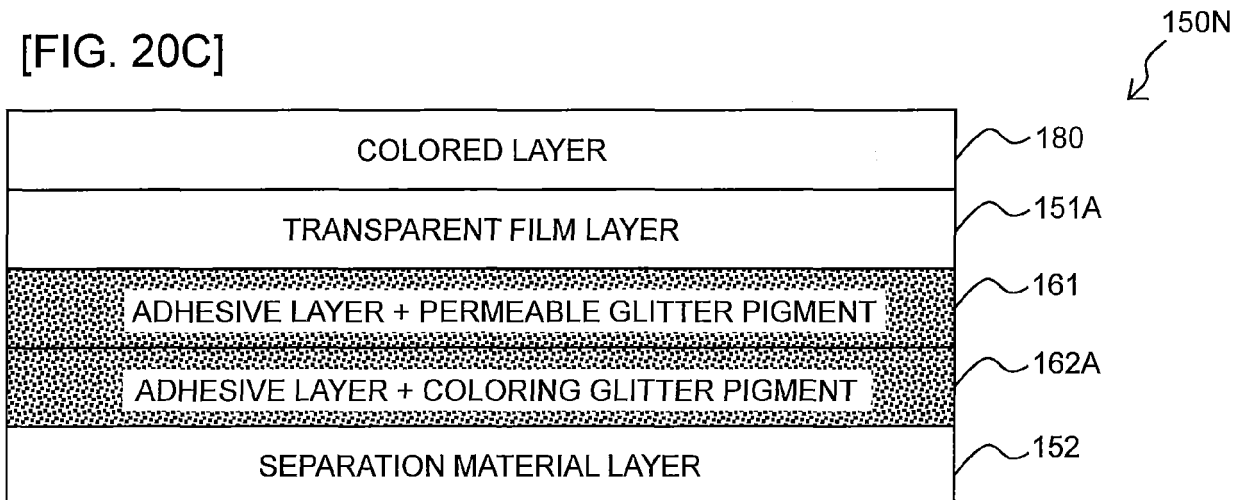 [FIG. 20C]
150N
COLORED LAYER
180
TRANSPARENT FILM LAYER
151A
ADHESIVE LAYER + PERMEABLE GLITTER PIGMENT
161
ADHESIVE LAYER + COLORING GLITTER PIGMENT
162A
SEPARATION MATERIAL LAYER
152